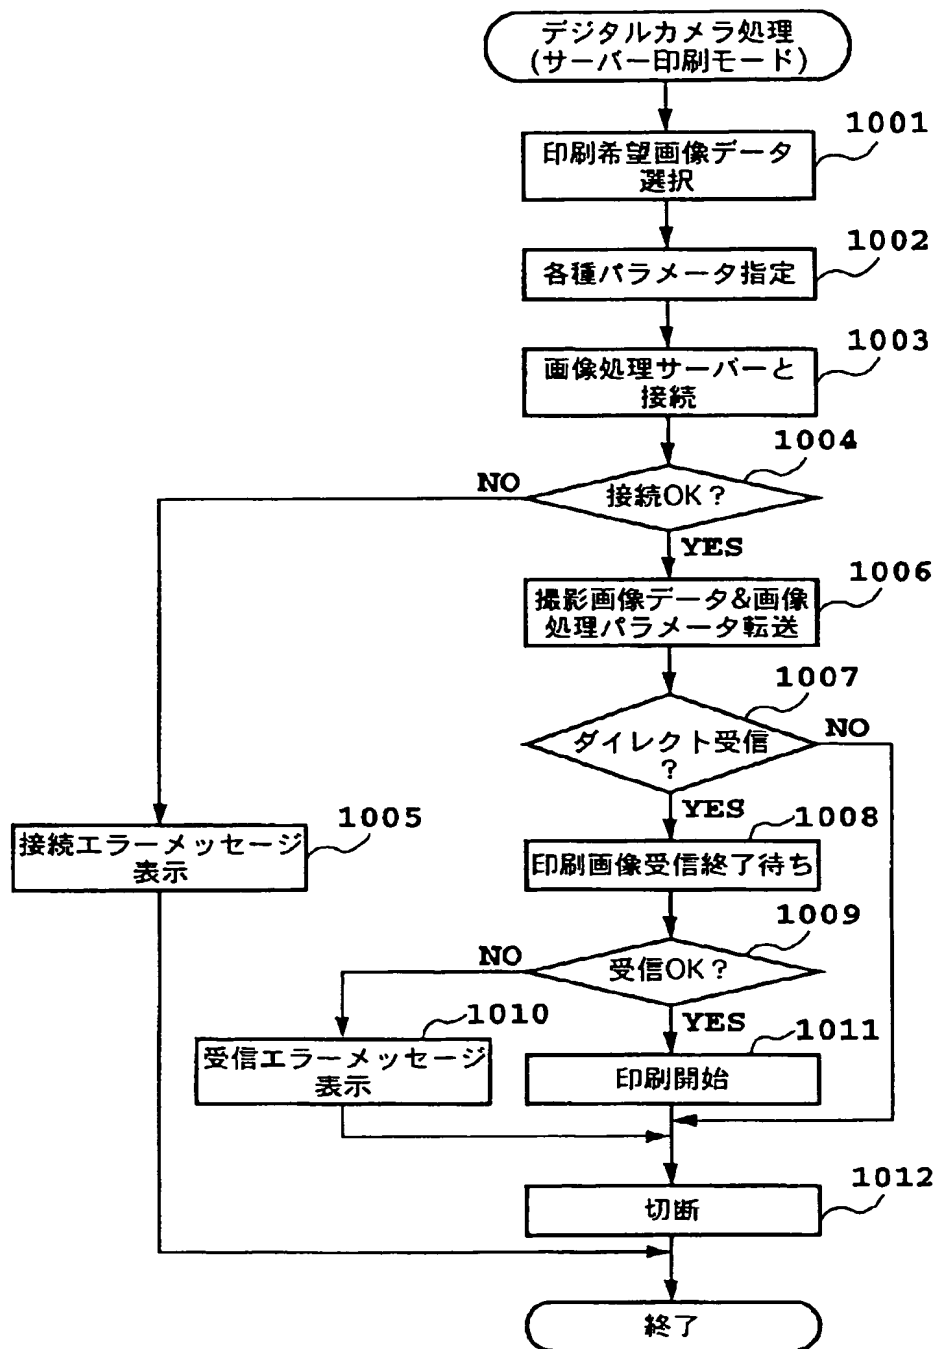 デジタルカメラ処理
(サーバー印刷モード)
1001
印刷希望画像データ
選択
1002
各種パラメータ指定
1003
画像処理サーバーと
接続
1004
NO
接続OK？
YES
1006
撮影画像データ&画像
処理パラメータ転送
1007
ダイレクト受信
？
NO
YES
1005
接続エラーメッセージ
表示
1008
印刷画像受信終了待ち
1009
NO
受信OK？
YES
1010
受信エラーメッセージ
表示
1011
印刷開始
1012
切断
終了